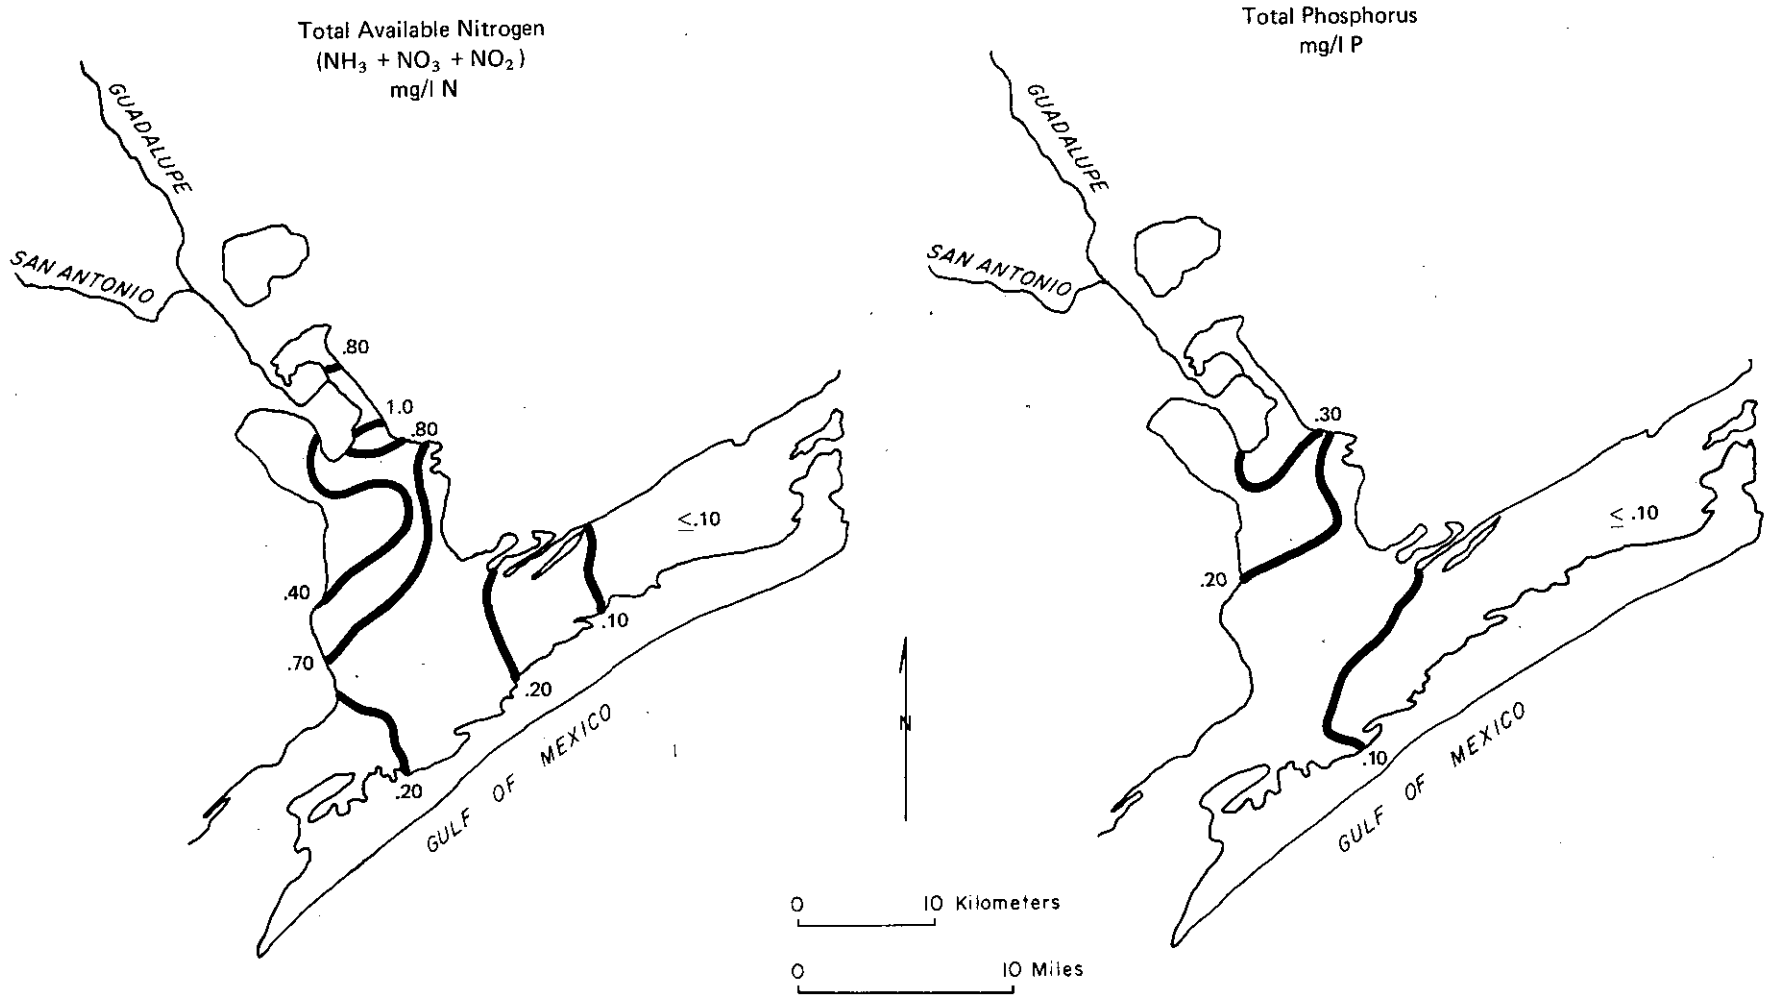 Total Available Nitrogen
(NH₃ + NO₃ + NO₂)
mg/l N
GUADALUPE
SAN ANTONIO
.80
1.0
.80
≤.10
.40
.10
.70
.20
.20
GULF OF MEXICO
Total Phosphorus
mg/l P
GUADALUPE
SAN ANTONIO
.30
≤ .10
.20
.10
GULF OF MEXICO
N
0 10 Kilometers
0 10 Miles